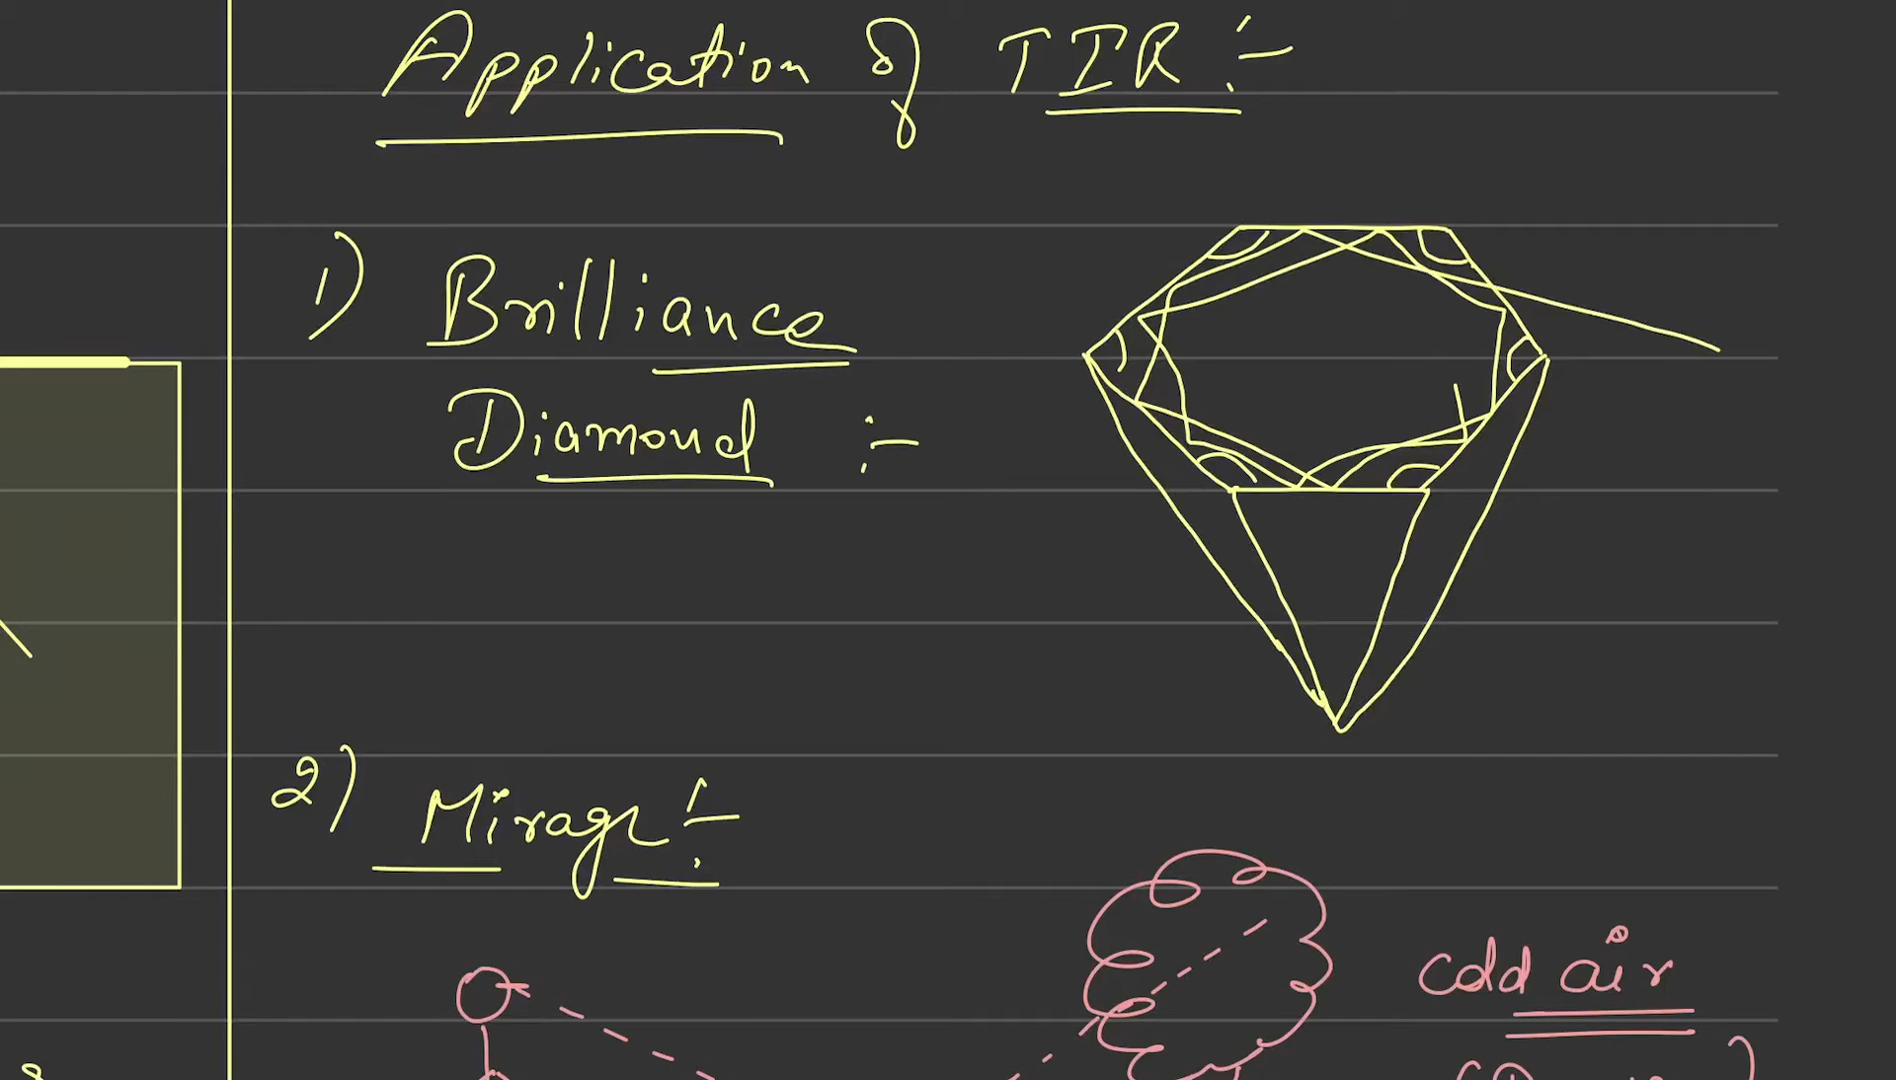 Application of TIR :-
1) Brilliance
Diamond :-
2) Mirage :-
cold air